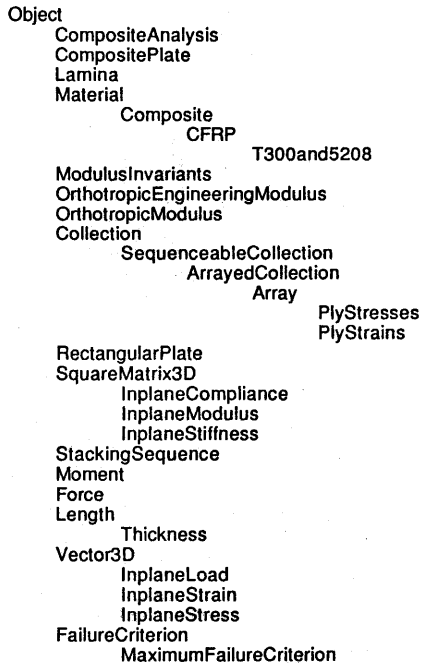 Object
CompositeAnalysis
CompositePlate
Lamina
Material
Composite
CFRP
T300and5208
ModulusInvariants
OrthotropicEngineeringModulus
OrthotropicModulus
Collection
SequenceableCollection
ArrayedCollection
Array
PlyStresses
PlyStrains
RectangularPlate
SquareMatrix3D
InplaneCompliance
InplaneModulus
InplaneStiffness
StackingSequence
Moment
Force
Length
Thickness
Vector3D
InplaneLoad
InplaneStrain
InplaneStress
FailureCriterion
MaximumFailureCriterion